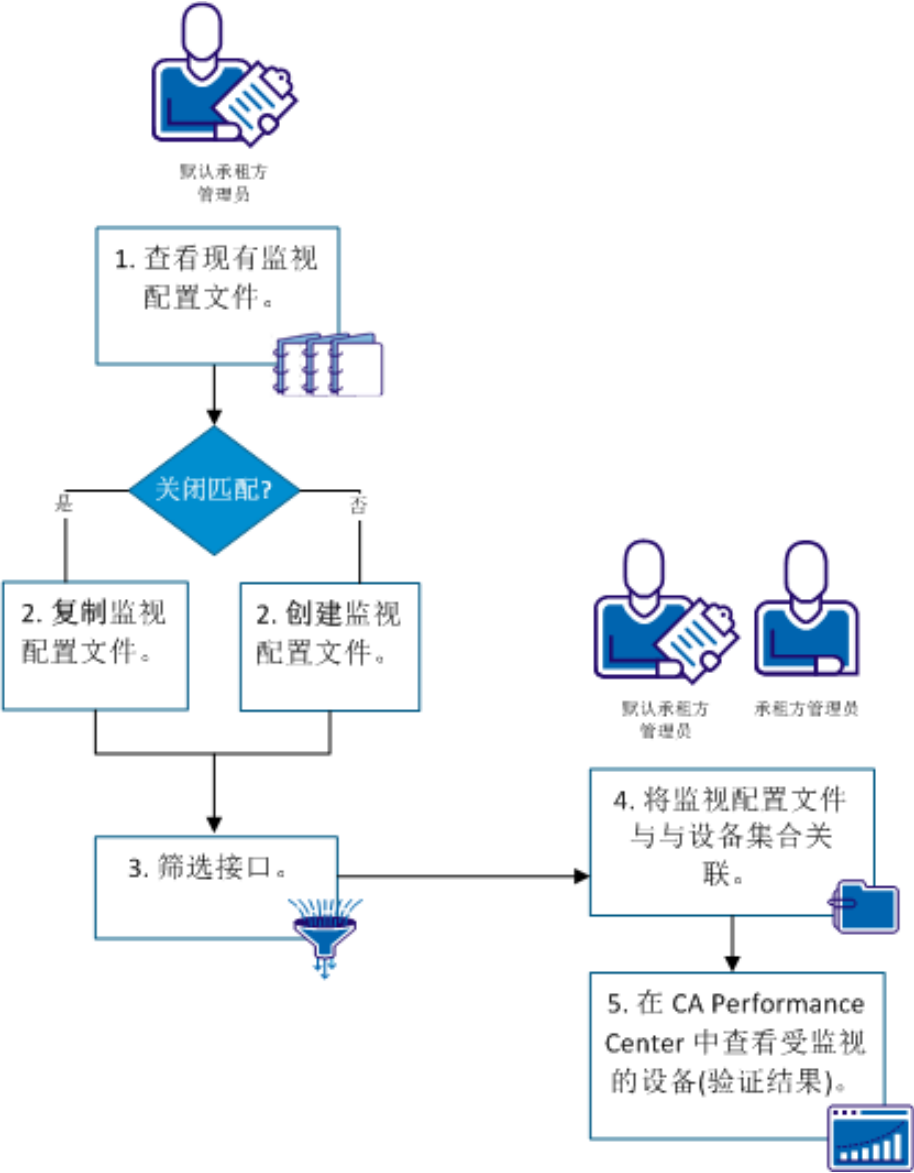 默认承租方
管理员
1. 查看现有监视
配置文件。
关闭匹配?
是
否
2. 复制监视
配置文件。
2. 创建监视
配置文件。
3. 筛选接口。
默认承租方
管理员
承租方管理员
4. 将监视配置文件
与与设备集合关
联。
5. 在 CA Performance
Center 中查看受监视
的设备(验证结果)。